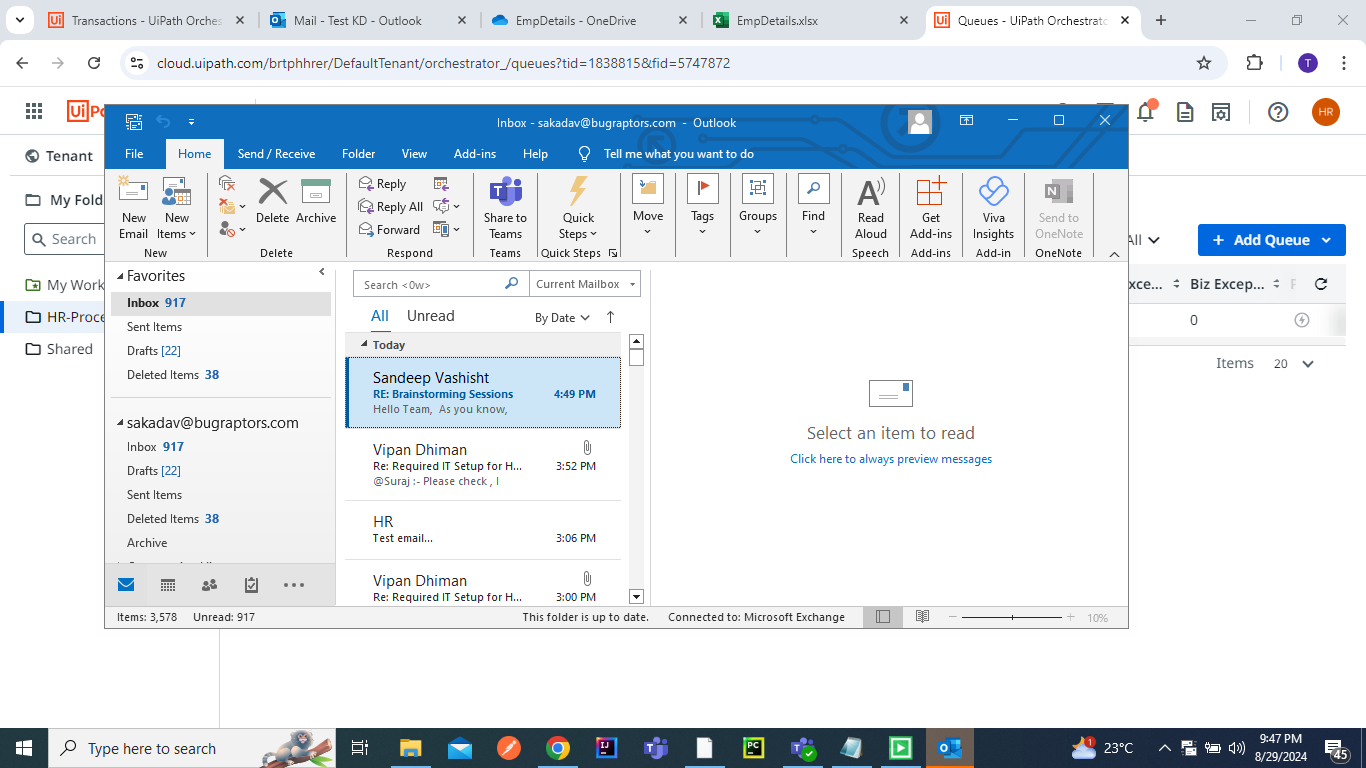 Transactions - UiPath Orches
Mail - Test KD - Outlook
EmpDetails - OneDrive
EmpDetails.xlsx
Queues - UiPath Orchestrato
cloud.uipath.com/brtphhrer/DefaultTenant/orchestrator_/queues?tid=1838815&fid=5747872
T
Ui
HR
Tenant
My Fold
Search
My Work
HR-Proce
Shared
All
+ Add Queue
Exce...
Biz Excep...
0
Items 20
Inbox - sakadav@bugraptors.com - Outlook
File
Home
Send / Receive
Folder
View
Add-ins
Help
Tell me what you want to do
New Email
New Items
New
Delete
Archive
Delete
Reply
Reply All
Forward
Respond
Share to Teams
Teams
Quick Steps
Quick Steps
Move
Tags
Groups
Find
Read Aloud
Speech
Get Add-ins
Add-ins
Viva Insights
Add-in
Send to OneNote
OneNote
Favorites
Inbox 917
Sent Items
Drafts [22]
Deleted Items 38
sakadav@bugraptors.com
Inbox 917
Drafts [22]
Sent Items
Deleted Items 38
Archive
Search <0w>
Current Mailbox
All
Unread
By Date
Today
Sandeep Vashisht
RE: Brainstorming Sessions 4:49 PM
Hello Team, As you know,
Vipan Dhiman
Re: Required IT Setup for H... 3:52 PM
@Suraj :- Please check , I
HR
Test email... 3:06 PM
Vipan Dhiman
Re: Required IT Setup for H... 3:00 PM
Select an item to read
Click here to always preview messages
Items: 3,578 Unread: 917
This folder is up to date.
Connected to: Microsoft Exchange
10%
Type here to search
23°C
9:47 PM
8/29/2024
45